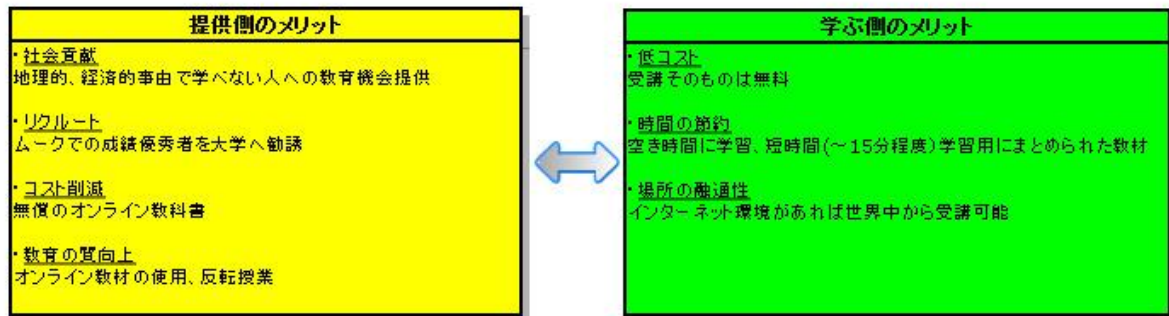 提供側のメリット
・社会貢献
地理的、経済的事由で学べない人への教育機会提供
・リクルート
ムークでの成績優秀者を大学へ勧誘
・コスト削減
無償のオンライン教科書
・教育の質向上
オンライン教材の使用、反転授業
学ぶ側のメリット
・低コスト
受講そのものは無料
・時間の節約
空き時間に学習、短時間(～15分程度)学習用にまとめられた教材
・場所の融通性
インターネット環境があれば世界中から受講可能